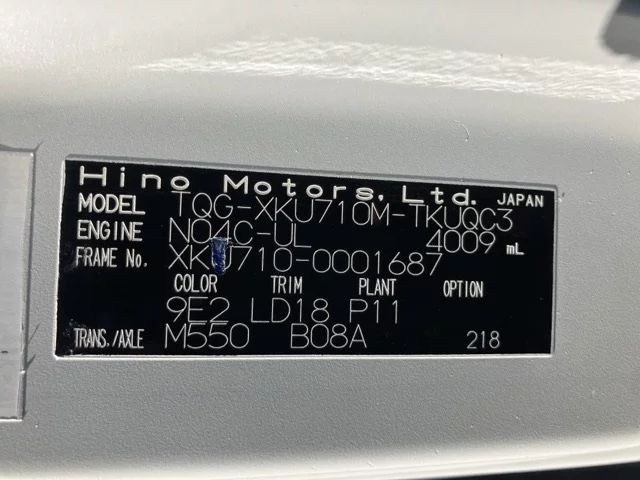 Hino Motors, Ltd. JAPAN
MODEL TQG-XKU710M-TKUQC3
ENGINE N04C-UL 4009 mL
FRAME No. XKU710-0001687
COLOR TRIM PLANT OPTION
9E2 LD18 P11
TRANS./AXLE M550 B08A 218